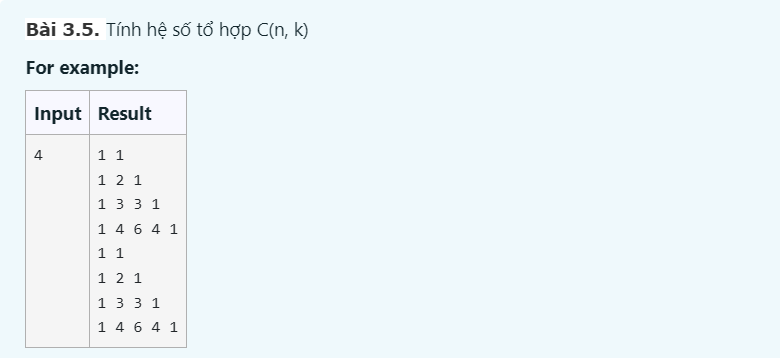 Bài 3.5. Tính hệ số tổ hợp C(n, k)
For example:
Input Result
4 1 1
1 2 1
1 3 3 1
1 4 6 4 1
1 1
1 2 1
1 3 3 1
1 4 6 4 1